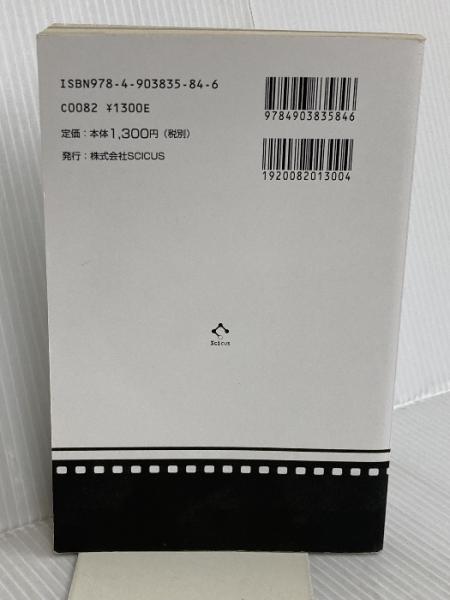 ISBN978-4-903835-84-6
C0082 ¥1300E
定価：本体1,300円（税別）
発行：株式会社SCICUS
9784903835846
1920082013004
Scicus